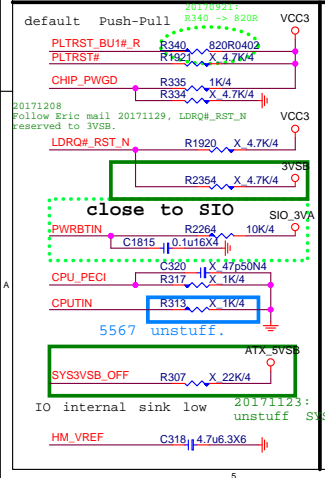 20170921:
R340 -> 820R
default Push-Pull
VCC3
PLTRST_BU1#_R R340 820R0402
PLTRST# R1921 X_4.7K/4
CHIP_PWGD R335 1K/4
R334 X_4.7K/4
20171208
Follow Eric mail 20171129, LDRQ#_RST_N
reserved to 3VSB.
VCC3
LDRQ#_RST_N R1920 X_4.7K/4
3VSB
R2354 X_4.7K/4
close to SIO
SIO_3VA
PWRBTIN R2264 10K/4
C1815 0.1u16X4
C320 X_47p50N4
CPU_PECI R317 X_1K/4
A
CPUTIN R313 X_1K/4
5567 unstuff.
ATX_5VSB
SYS3VSB_OFF R307 X_22K/4
20171123:
IO internal sink low
unstuff SYS
HM_VREF C318 4.7u6.3X6
5